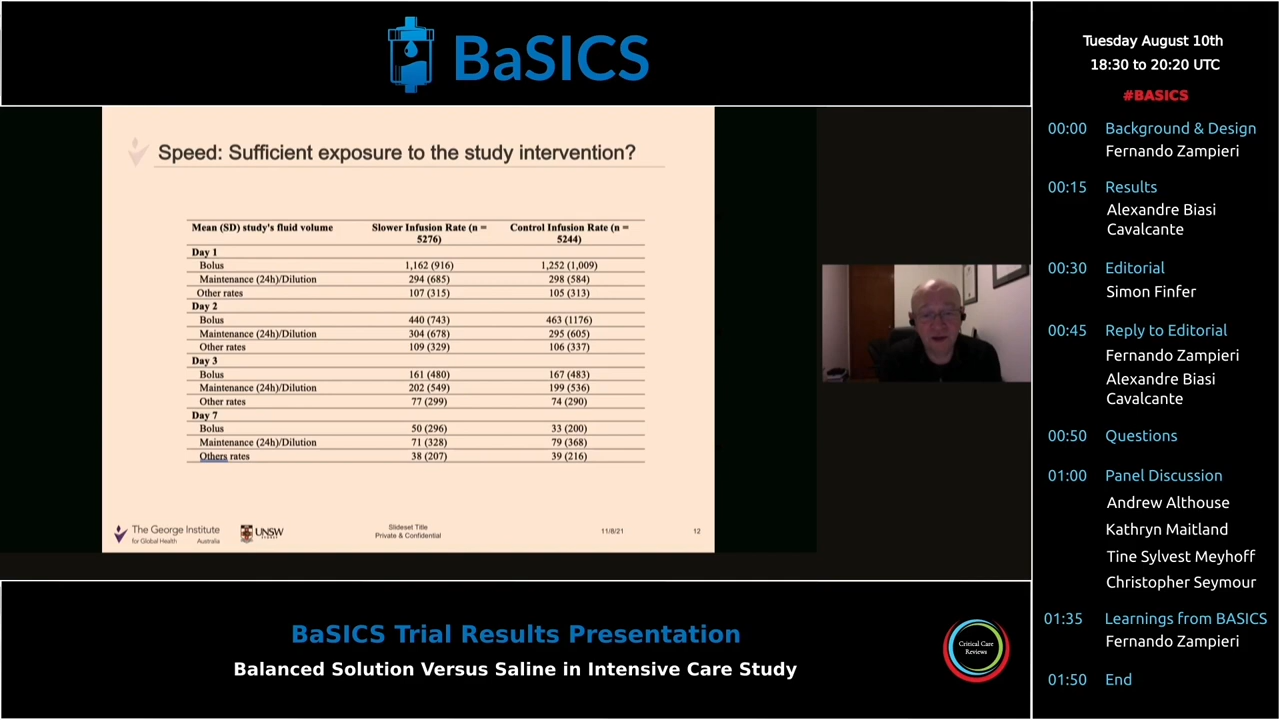 BaSICS
Speed: Sufficient exposure to the study intervention?
Mean (SD) study's fluid volume Slower Infusion Rate (n = 5276) Control Infusion Rate (n = 5244)
Day 1
Bolus 1,162 (916) 1,252 (1,009)
Maintenance (24h)/Dilution 294 (685) 298 (584)
Other rates 107 (315) 105 (313)
Day 2
Bolus 440 (743) 463 (1176)
Maintenance (24h)/Dilution 304 (678) 295 (605)
Other rates 109 (329) 106 (337)
Day 3
Bolus 161 (480) 167 (483)
Maintenance (24h)/Dilution 202 (549) 199 (536)
Other rates 77 (299) 74 (290)
Day 7
Bolus 50 (296) 33 (200)
Maintenance (24h)/Dilution 71 (328) 79 (368)
Others rates 38 (207) 39 (216)
The George Institute
for Global Health Australia
UNSW
Slideset Title
Private & Confidential
11/8/21
12
BaSICS Trial Results Presentation
Balanced Solution Versus Saline in Intensive Care Study
Critical Care
Reviews
Tuesday August 10th
18:30 to 20:20 UTC
#BASICS
00:00 Background & Design
Fernando Zampieri
00:15 Results
Alexandre Biasi
Cavalcante
00:30 Editorial
Simon Finfer
00:45 Reply to Editorial
Fernando Zampieri
Alexandre Biasi
Cavalcante
00:50 Questions
01:00 Panel Discussion
Andrew Althouse
Kathryn Maitland
Tine Sylvest Meyhoff
Christopher Seymour
01:35 Learnings from BASICS
Fernando Zampieri
01:50 End